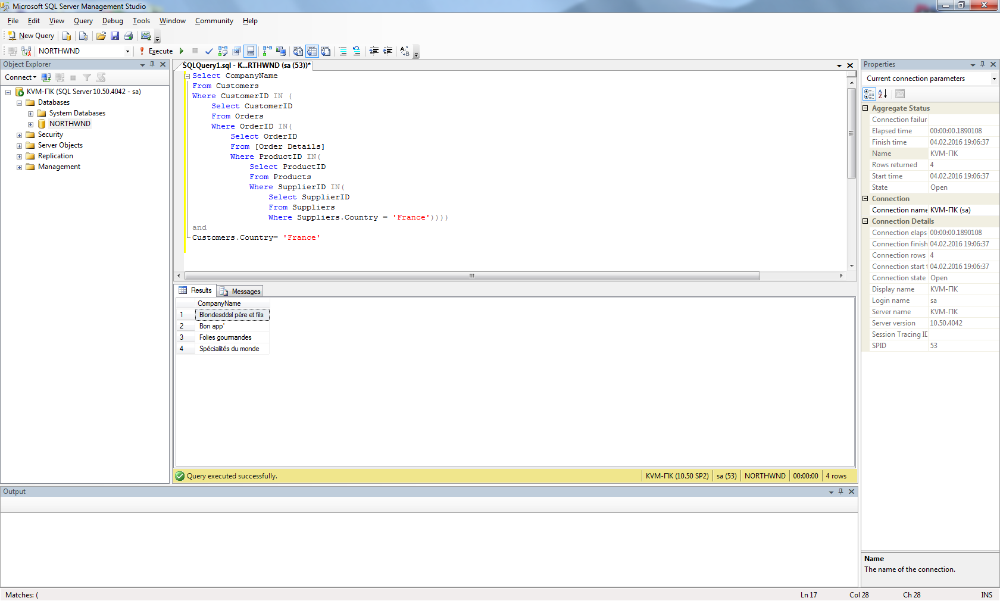 Microsoft SQL Server Management Studio
File Edit View Query Debug Tools Window Community Help
New Query
NORTHWND Execute
Object Explorer
Connect
KVM-ПК (SQL Server 10.50.4042 - sa)
Databases
System Databases
NORTHWND
Security
Server Objects
Replication
Management
SQLQuery1.sql - K...RTHWND (sa (53))*
Select CompanyName
From Customers
Where CustomerID IN (
Select CustomerID
From Orders
Where OrderID IN(
Select OrderID
From [Order Details]
Where ProductID IN(
Select ProductID
From Products
Where SupplierID IN(
Select SupplierID
From Suppliers
Where Suppliers.Country = 'France'))))
and
Customers.Country= 'France'
Results Messages
CompanyName
1 Blondesddsl père et fils
2 Bon app'
3 Folies gourmandes
4 Spécialités du monde
Query executed successfully. KVM-ПК (10.50 SP2) sa (53) NORTHWND 00:00:00 4 rows
Output
Properties
Current connection parameters
Aggregate Status
Connection failur
Elapsed time 00:00:00.1890108
Finish time 04.02.2016 19:06:37
Name KVM-ПК
Rows returned 4
Start time 04.02.2016 19:06:37
State Open
Connection
Connection name KVM-ПК (sa)
Connection Details
Connection elaps 00:00:00.1890108
Connection finish 04.02.2016 19:06:37
Connection rows 4
Connection start t 04.02.2016 19:06:37
Connection state Open
Display name KVM-ПК
Login name sa
Server name KVM-ПК
Server version 10.50.4042
Session Tracing ID
SPID 53
Name
The name of the connection.
Matches: ( Ln 17 Col 28 Ch 28 INS